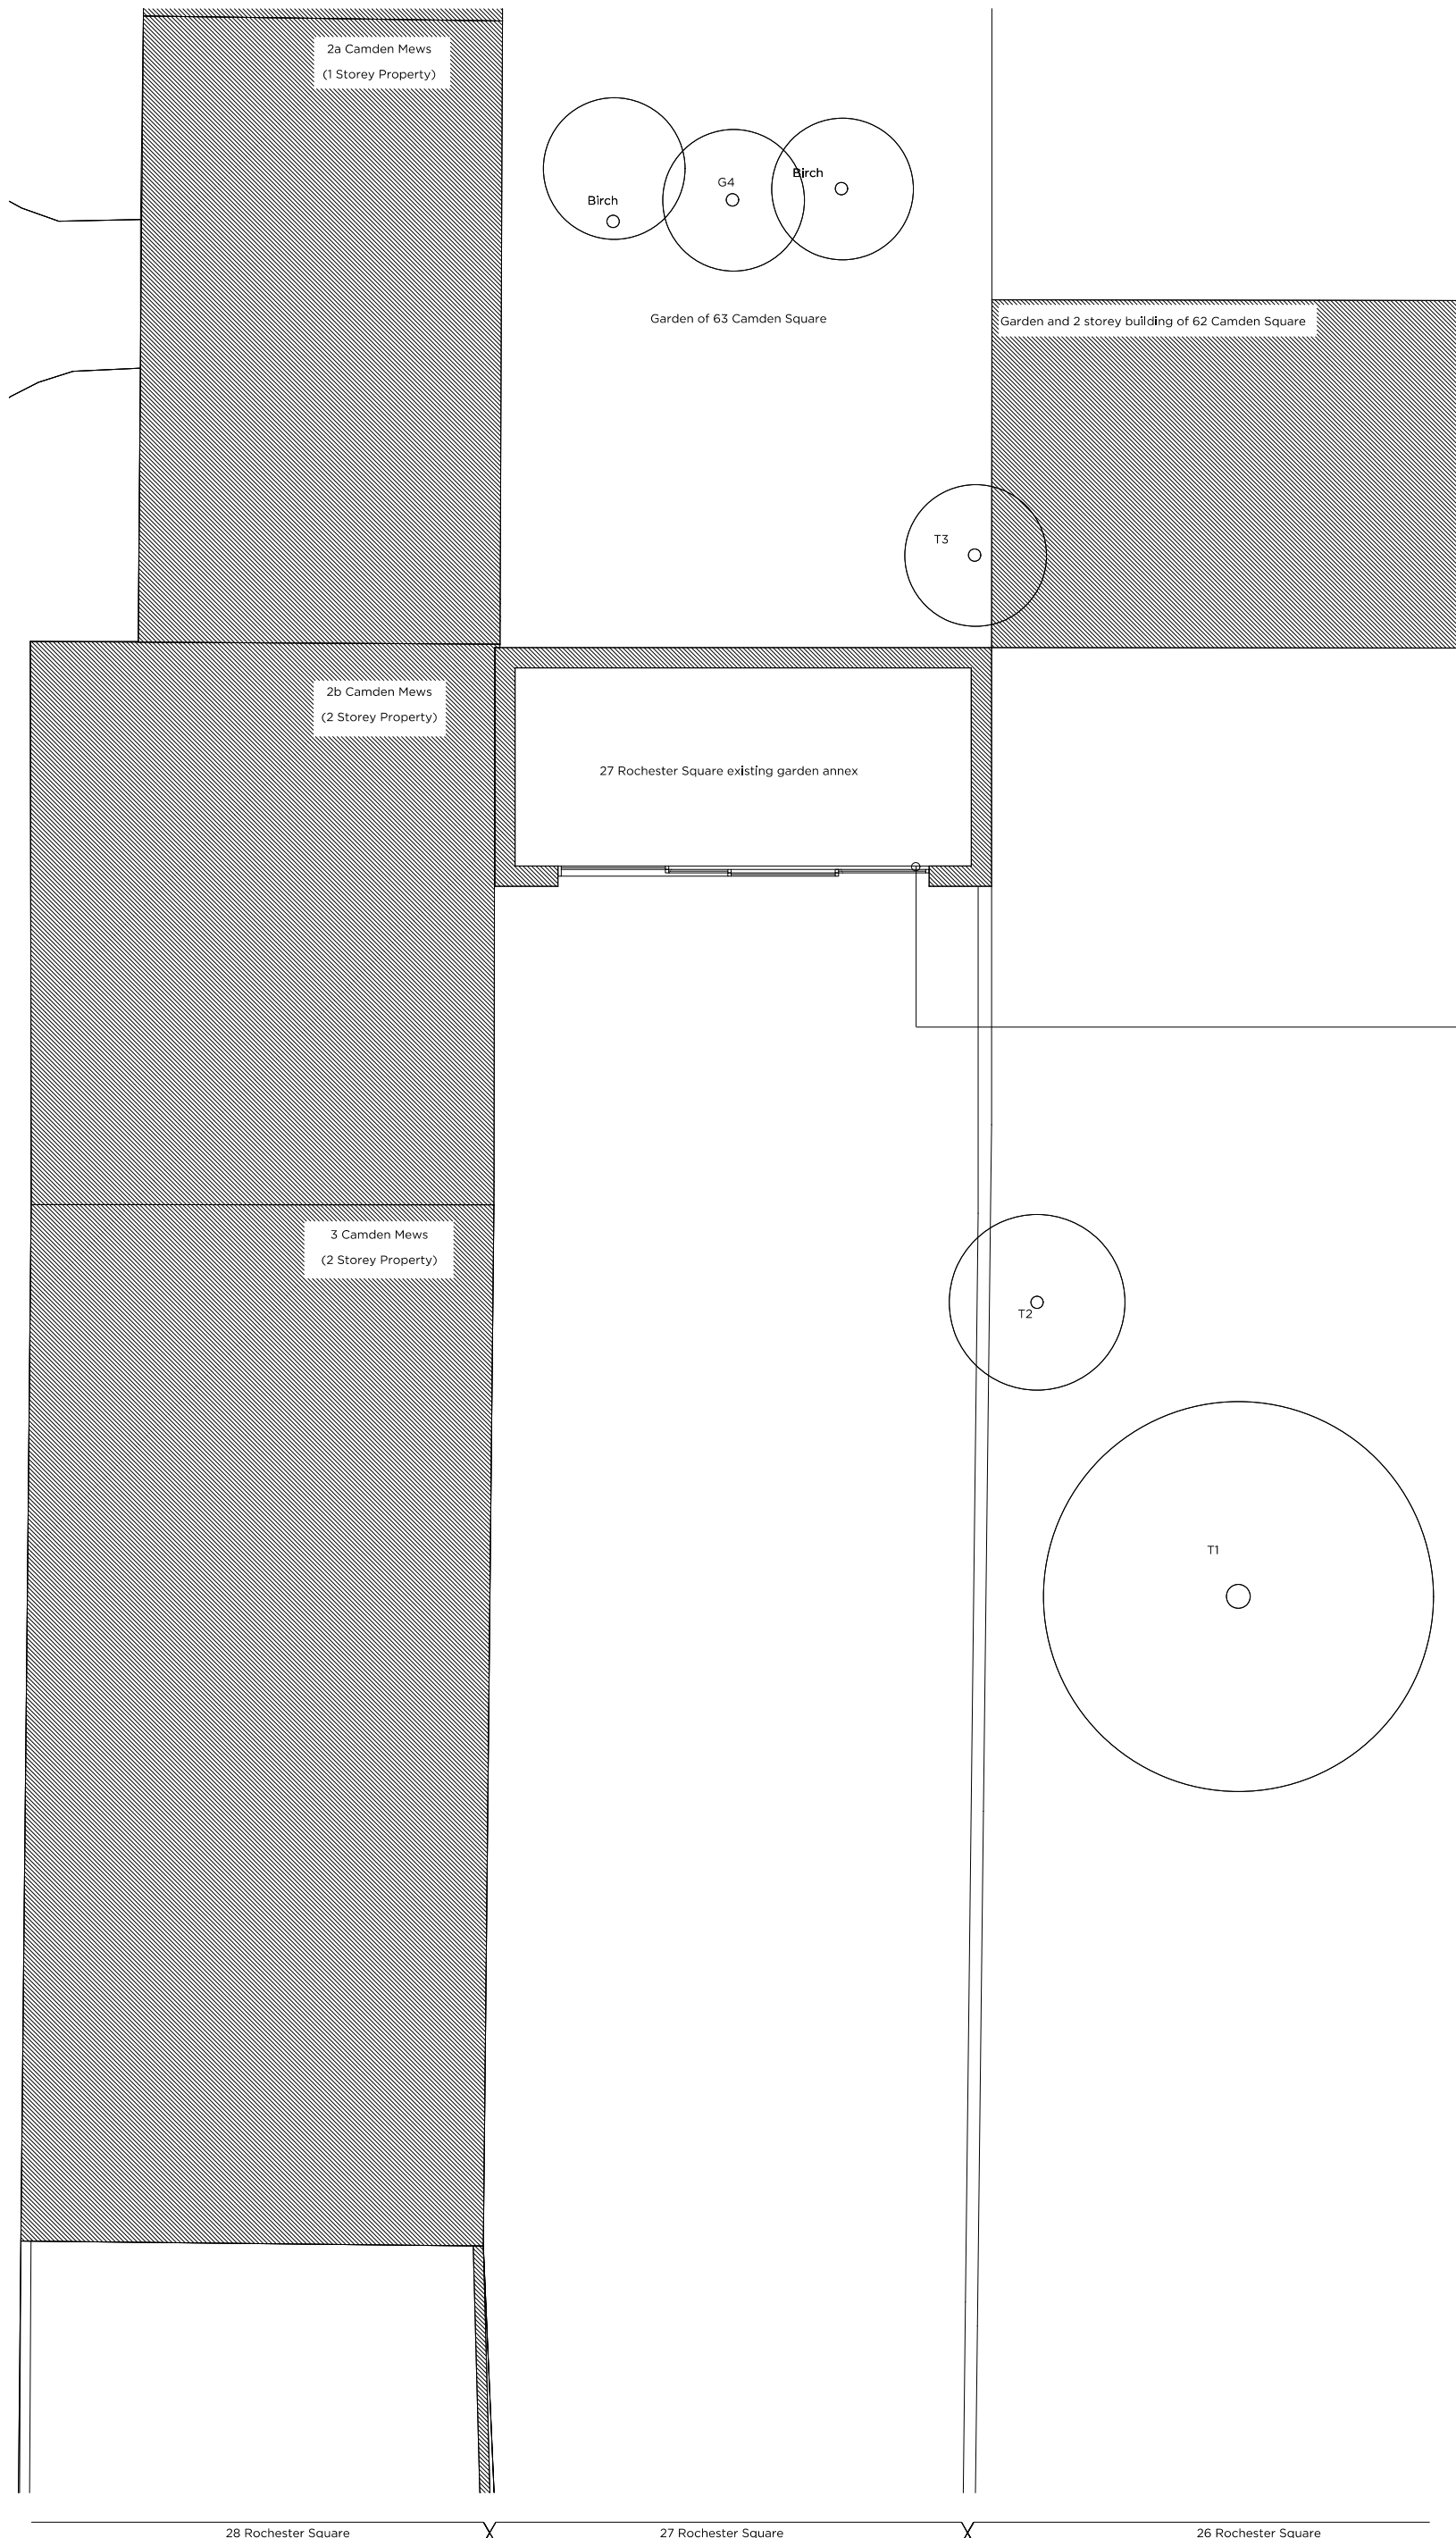 2a Camden Mews
(1 Storey Property)
Birch
G4
Birch
Garden of 63 Camden Square
Garden and 2 storey building of 62 Camden Square
T3
2b Camden Mews
(2 Storey Property)
27 Rochester Square existing garden annex
3 Camden Mews
(2 Storey Property)
T2
T1
28 Rochester Square
27 Rochester Square
26 Rochester Square